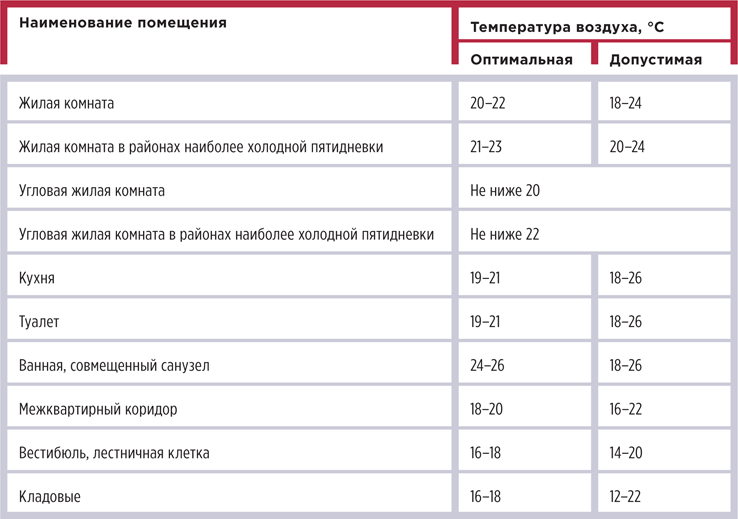 Наименование помещения Температура воздуха, °С
Оптимальная Допустимая
Жилая комната 20–22 18–24
Жилая комната в районах наиболее холодной пятидневки 21–23 20–24
Угловая жилая комната Не ниже 20
Угловая жилая комната в районах наиболее холодной пятидневки Не ниже 22
Кухня 19–21 18–26
Туалет 19–21 18–26
Ванная, совмещенный санузел 24–26 18–26
Межквартирный коридор 18–20 16–22
Вестибюль, лестничная клетка 16–18 14–20
Кладовые 16–18 12–22